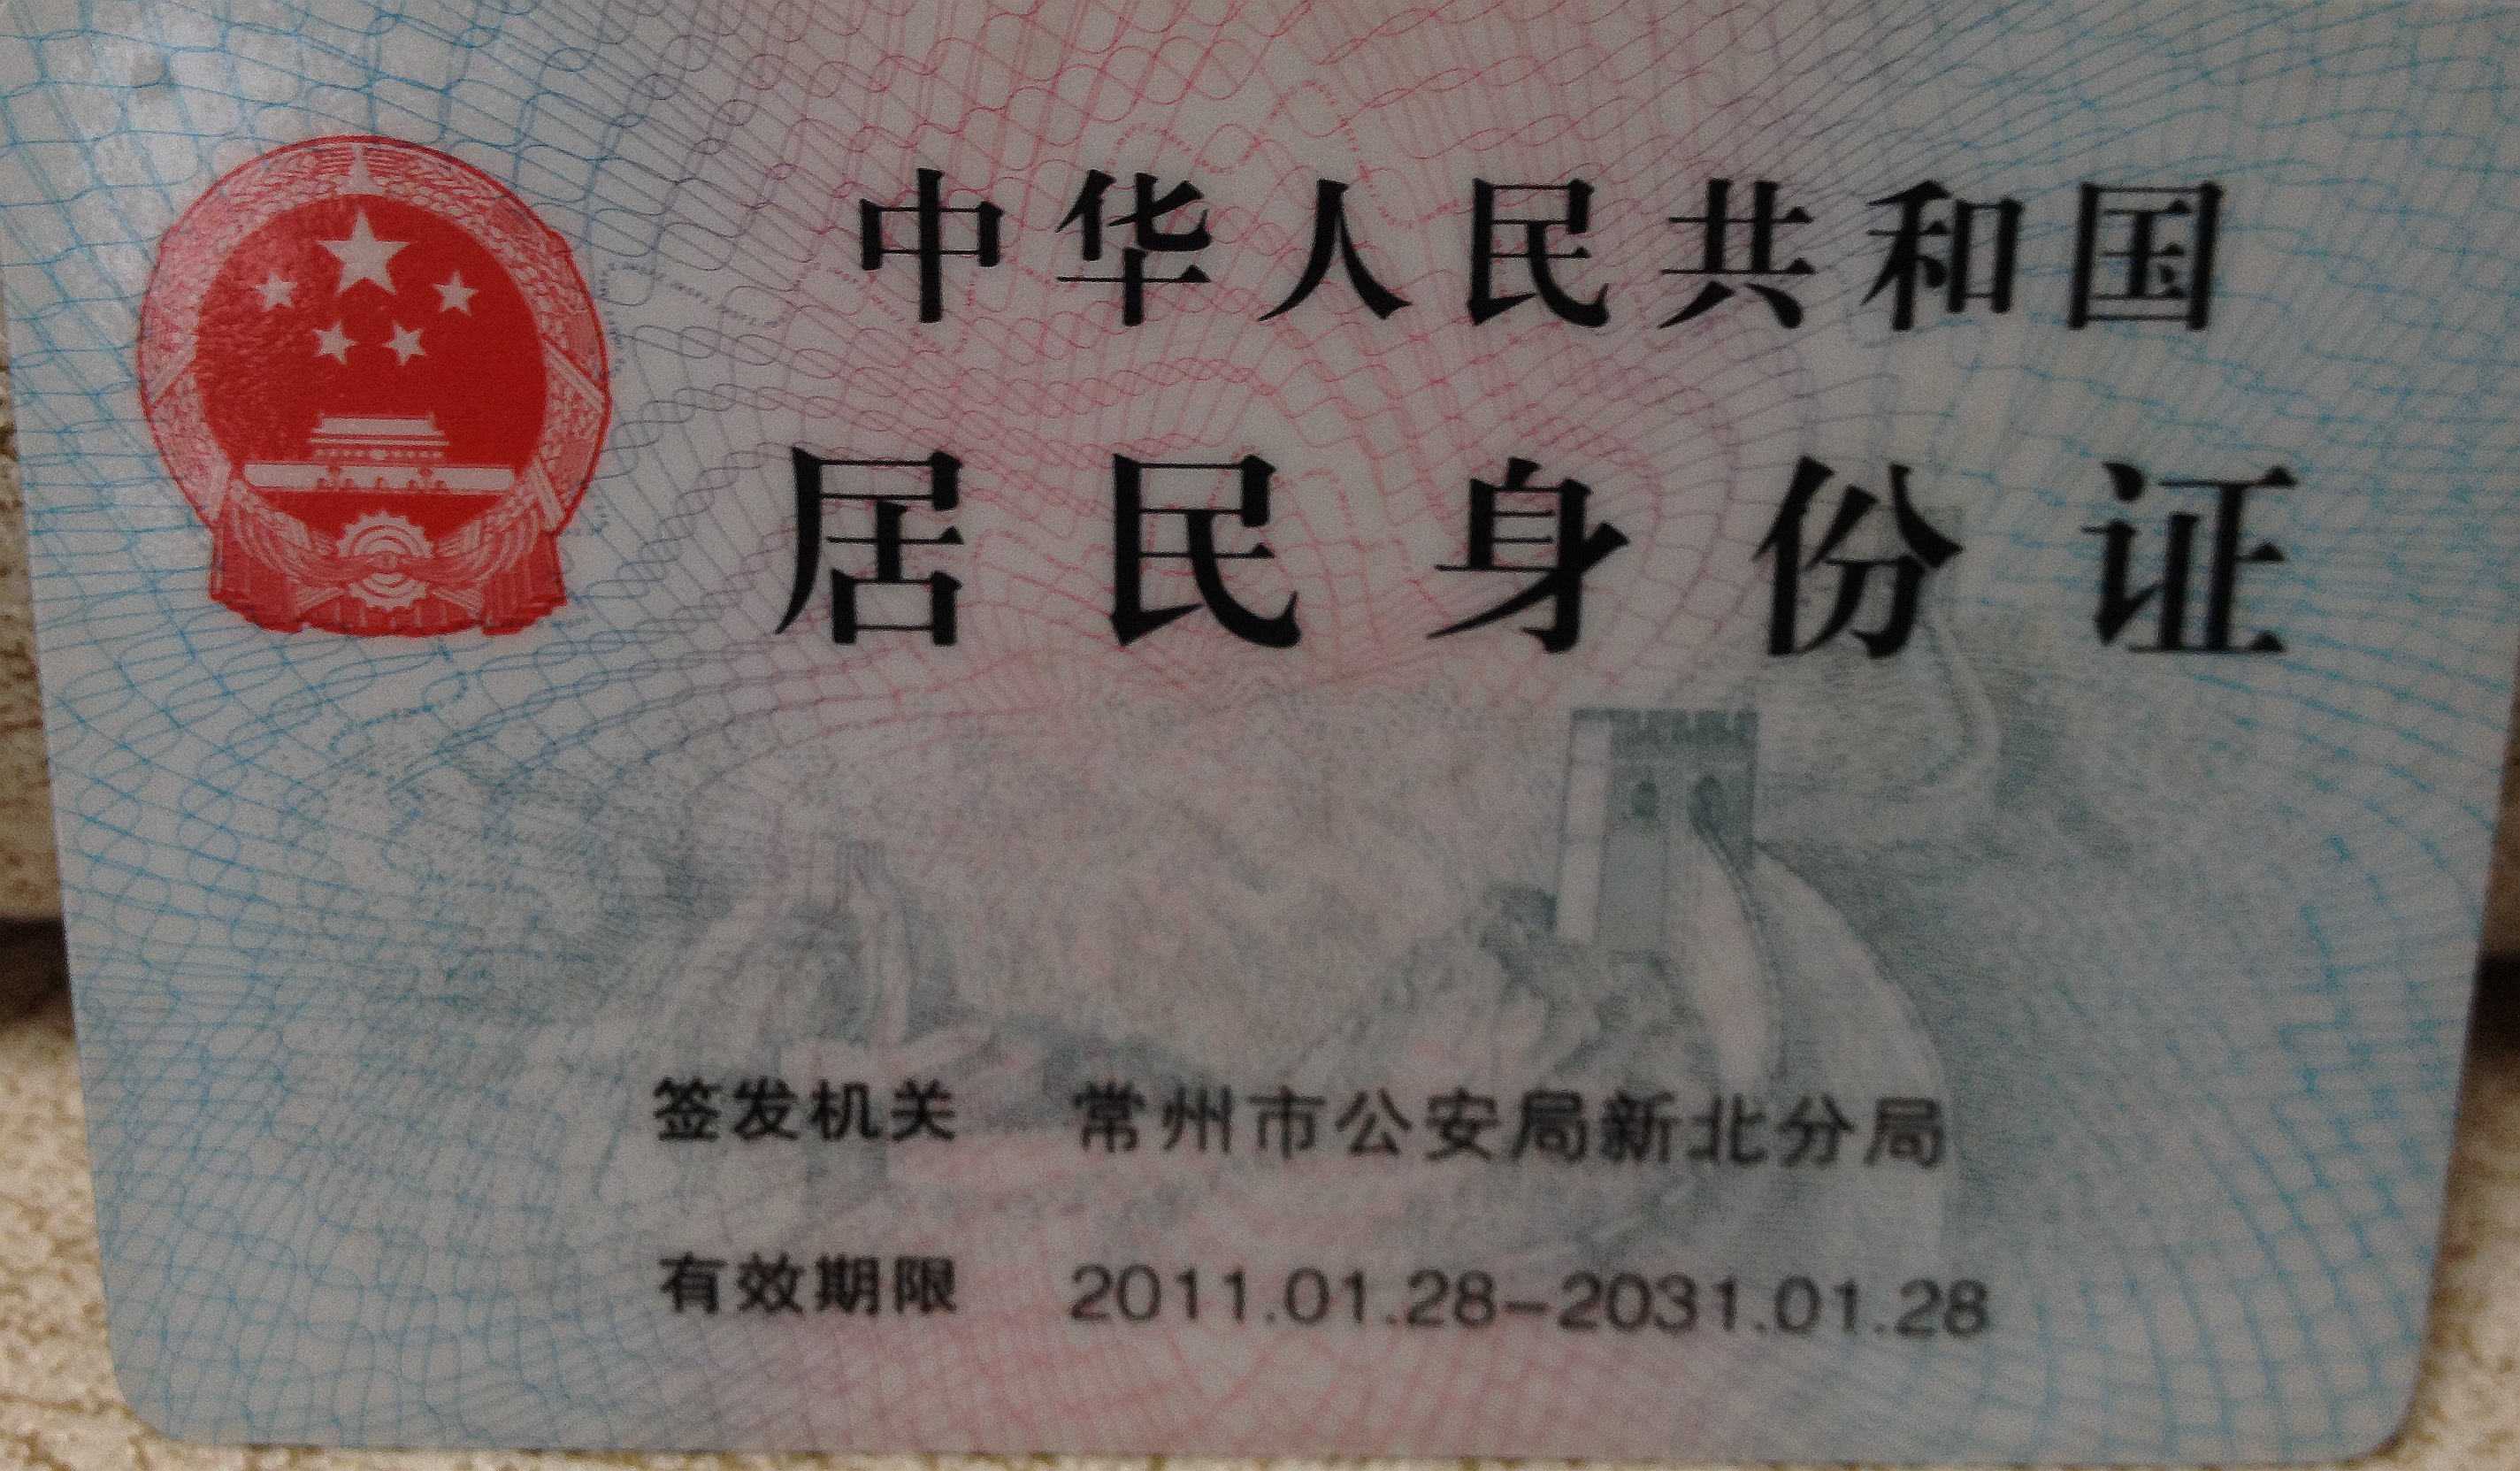 中华人民共和国
居民身份证
签发机关 常州市公安局新北分局
有效期限 2011.01.28-2031.01.28